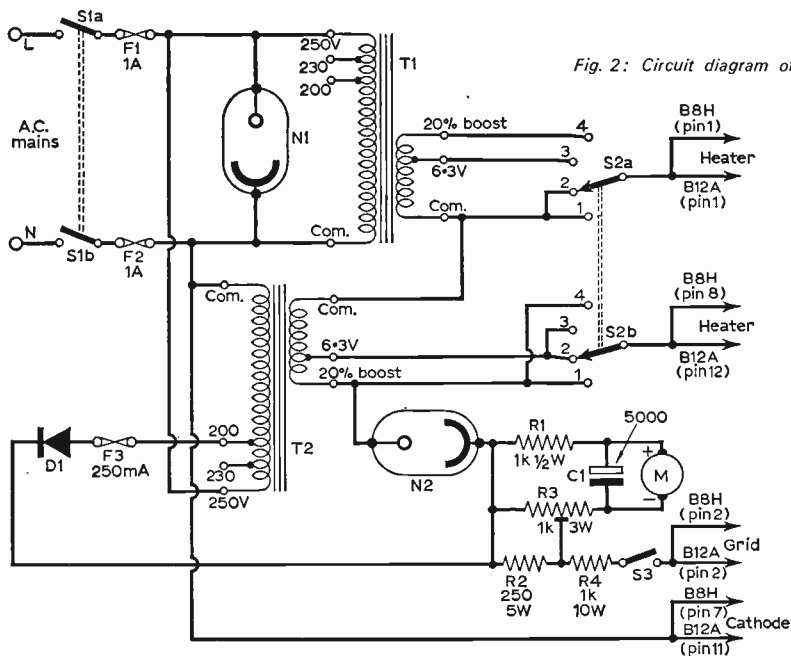 S1a
L
F1
1A
A.C.
mains
N
S1b
F2
1A
N1
250V
230
200
T1
Com.
Fig. 2: Circuit diagram of
20% boost
6·3V
Com.
4
3
2
1
S2a
B8H
(pin1)
Heater
B12A
(pin1)
Com.
200
230
250V
T2
Com.
6·3V
20% boost
4
3
2
1
S2b
B8H
(pin 8)
Heater
B12A
(pin12)
D1
F3
250mA
N2
R1
1k ½W
5000
C1
+
M
−
R3
1k
3W
R2
250
5W
R4
1k
10W
S3
B8H
(pin2)
Grid
B12A
(pin 2)
B8H
(pin 7)
Cathode
B12A
(pin11)